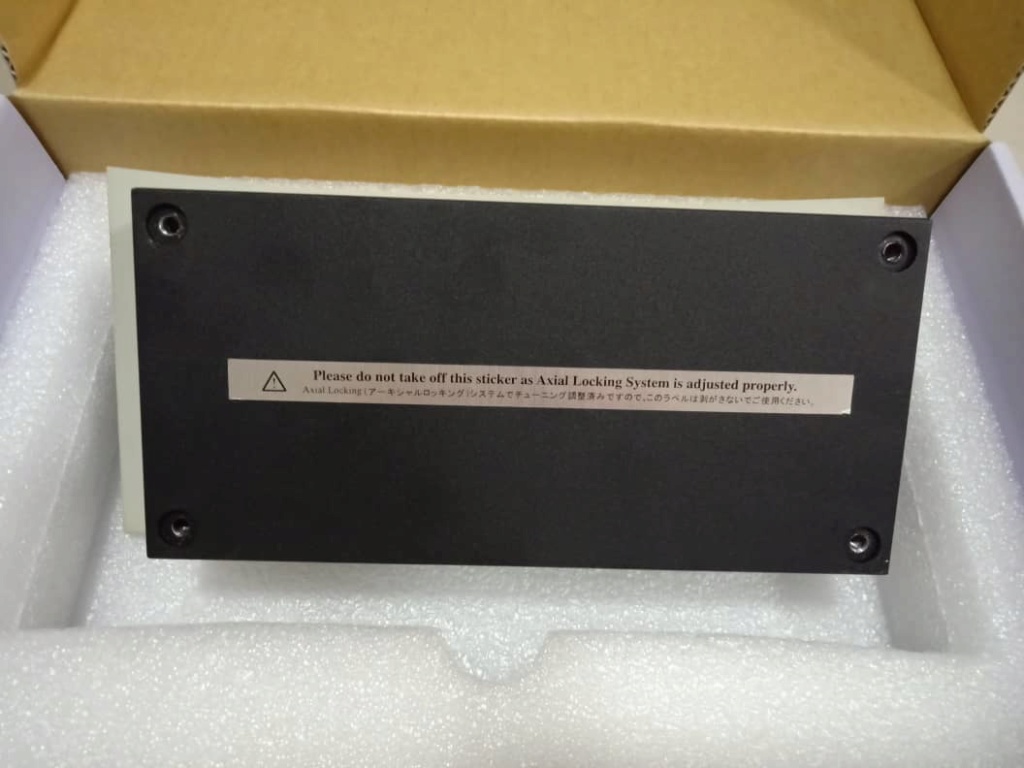 Please do not take off this sticker as Axial Locking System is adjusted properly.
Axial Locking(アーキシャルロッキング)システムでチューニング調整済みですので,このラベルは剥がさないでご使用ください。